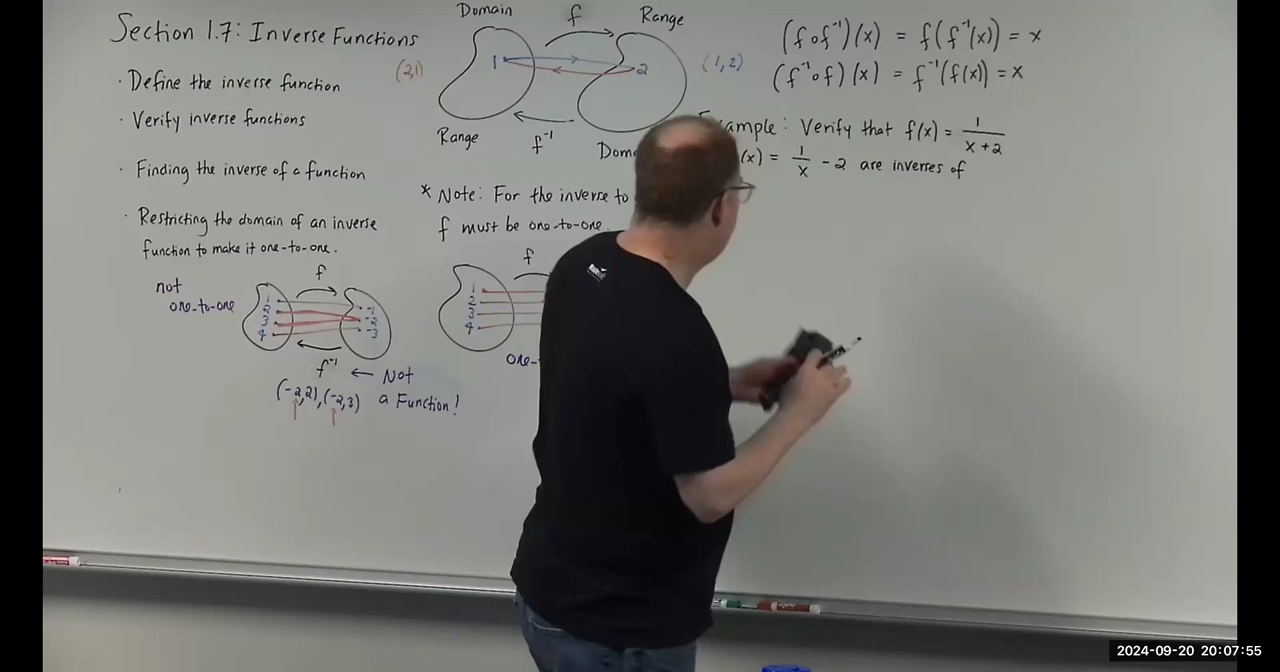 Section 1.7: Inverse Functions
· Define the inverse function
· Verify inverse functions
· Finding the inverse of a function
· Restricting the domain of an inverse
function to make it one-to-one.
not
one-to-one
f
1
2
3
4
-1
-2
-3
f⁻¹
← Not
a Function!
(-2,2),(-2,3)
Domain
f
Range
(2,1)
1
2
(1,2)
Range
f⁻¹
* Note: For the inverse to
f must be one-to-one.
f
1
2
3
4
(f∘f⁻¹)(x) = f(f⁻¹(x)) = x
(f⁻¹∘f)(x) = f⁻¹(f(x)) = x
Verify that f(x) = 1/(x+2)
(x) = 1/x - 2 are inverses of
2024-09-20 20:07:55